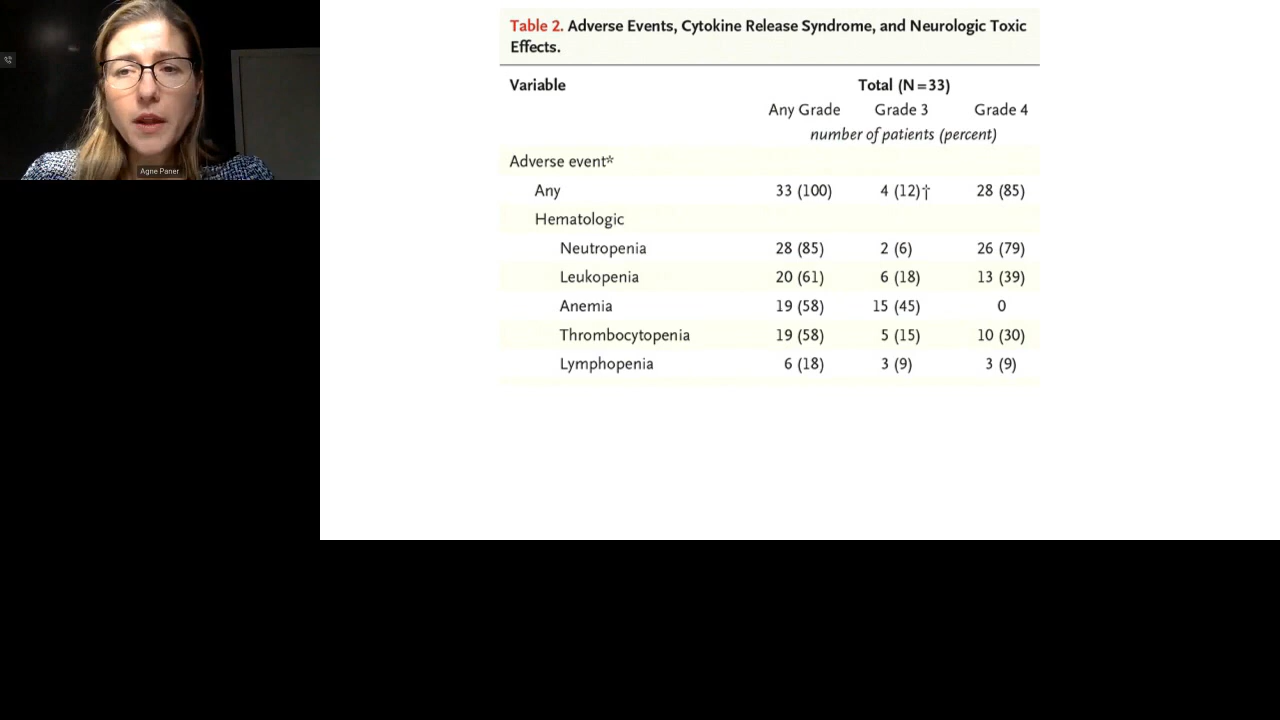 Agne Paner
Table 2. Adverse Events, Cytokine Release Syndrome, and Neurologic Toxic
Effects.
Variable Total (N=33)
Any Grade Grade 3 Grade 4
number of patients (percent)
Adverse event*
Any 33 (100) 4 (12)† 28 (85)
Hematologic
Neutropenia 28 (85) 2 (6) 26 (79)
Leukopenia 20 (61) 6 (18) 13 (39)
Anemia 19 (58) 15 (45) 0
Thrombocytopenia 19 (58) 5 (15) 10 (30)
Lymphopenia 6 (18) 3 (9) 3 (9)